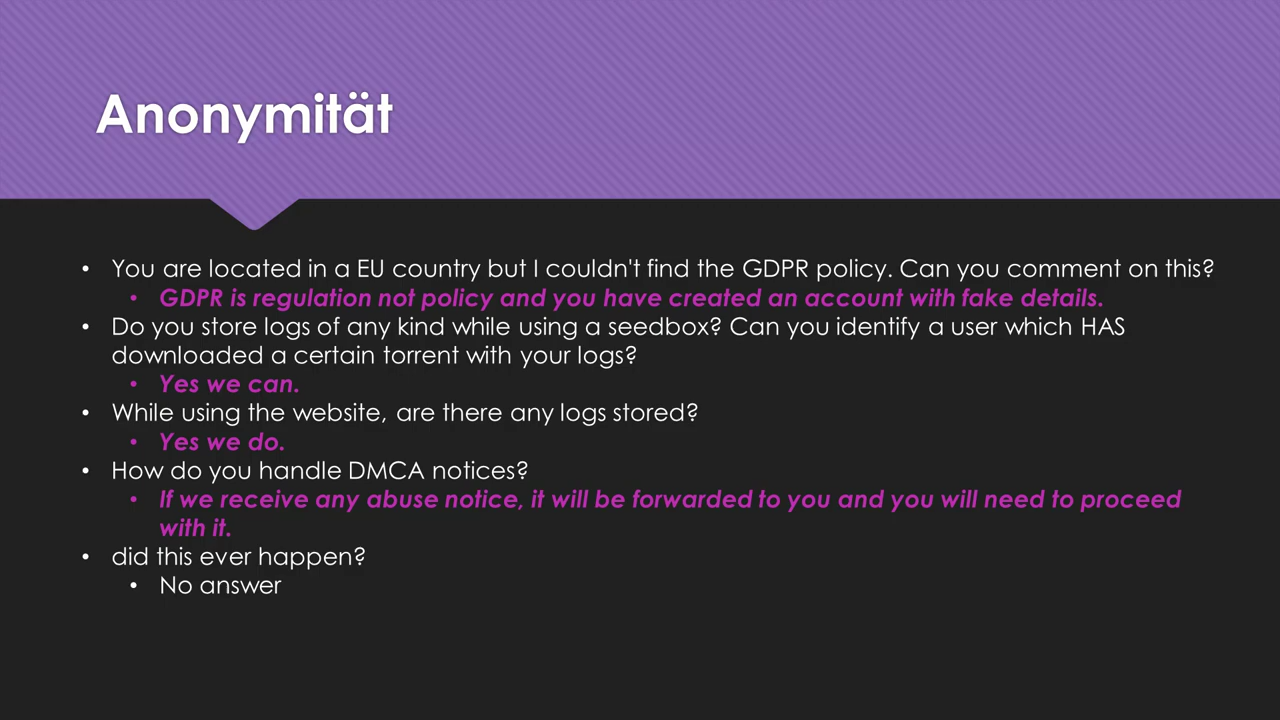 Anonymität
• You are located in a EU country but I couldn't find the GDPR policy. Can you comment on this?
• GDPR is regulation not policy and you have created an account with fake details.
• Do you store logs of any kind while using a seedbox? Can you identify a user which HAS
downloaded a certain torrent with your logs?
• Yes we can.
• While using the website, are there any logs stored?
• Yes we do.
• How do you handle DMCA notices?
• If we receive any abuse notice, it will be forwarded to you and you will need to proceed
with it.
• did this ever happen?
• No answer